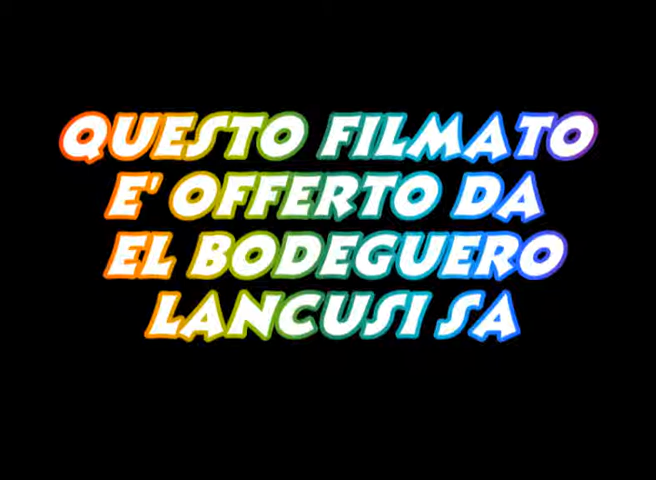 QUESTO FILMATO
E' OFFERTO DA
EL BODEGUERO
LANCUSI SA